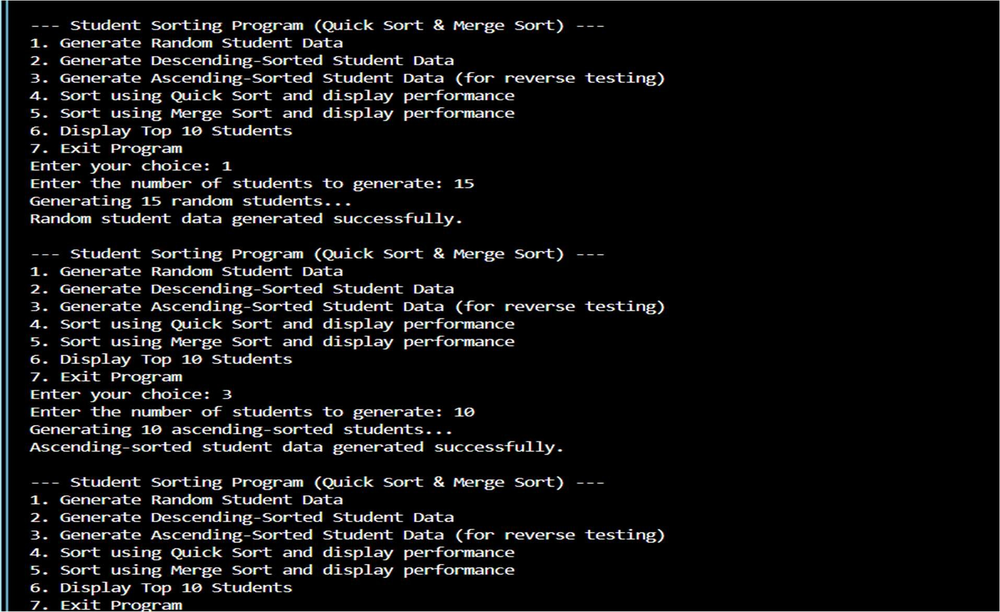 --- Student Sorting Program (Quick Sort & Merge Sort) ---
1. Generate Random Student Data
2. Generate Descending-Sorted Student Data
3. Generate Ascending-Sorted Student Data (for reverse testing)
4. Sort using Quick Sort and display performance
5. Sort using Merge Sort and display performance
6. Display Top 10 Students
7. Exit Program
Enter your choice: 1
Enter the number of students to generate: 15
Generating 15 random students...
Random student data generated successfully.
--- Student Sorting Program (Quick Sort & Merge Sort) ---
1. Generate Random Student Data
2. Generate Descending-Sorted Student Data
3. Generate Ascending-Sorted Student Data (for reverse testing)
4. Sort using Quick Sort and display performance
5. Sort using Merge Sort and display performance
6. Display Top 10 Students
7. Exit Program
Enter your choice: 3
Enter the number of students to generate: 10
Generating 10 ascending-sorted students...
Ascending-sorted student data generated successfully.
--- Student Sorting Program (Quick Sort & Merge Sort) ---
1. Generate Random Student Data
2. Generate Descending-Sorted Student Data
3. Generate Ascending-Sorted Student Data (for reverse testing)
4. Sort using Quick Sort and display performance
5. Sort using Merge Sort and display performance
6. Display Top 10 Students
7. Exit Program